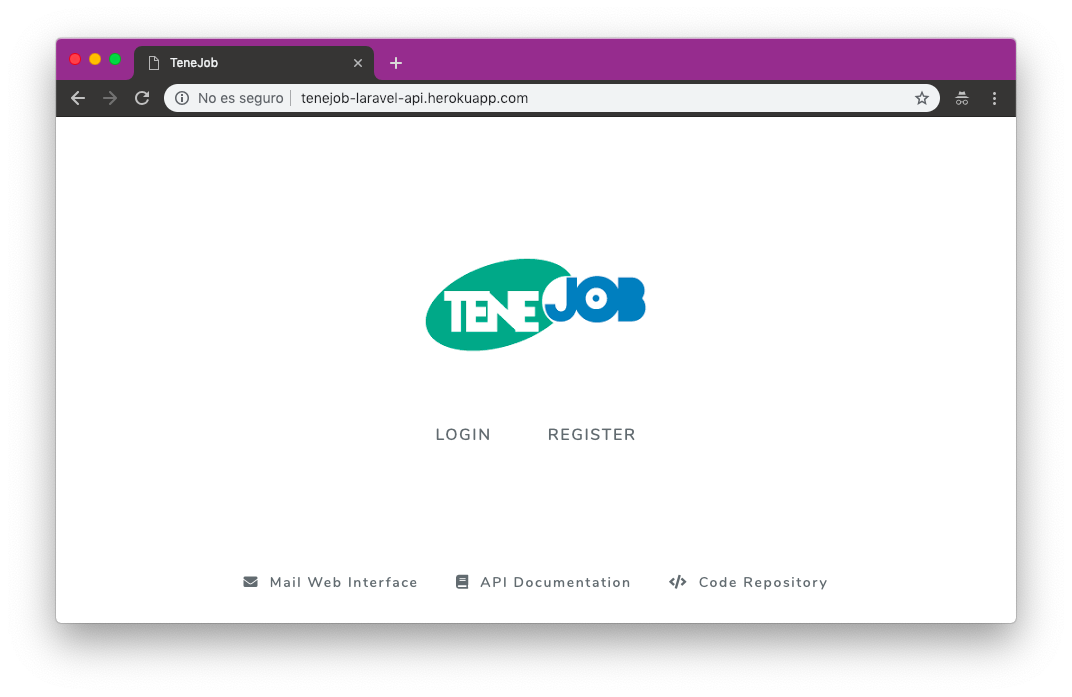 TeneJob
No es seguro tenejob-laravel-api.herokuapp.com
TENEJOB
LOGIN REGISTER
Mail Web Interface API Documentation Code Repository